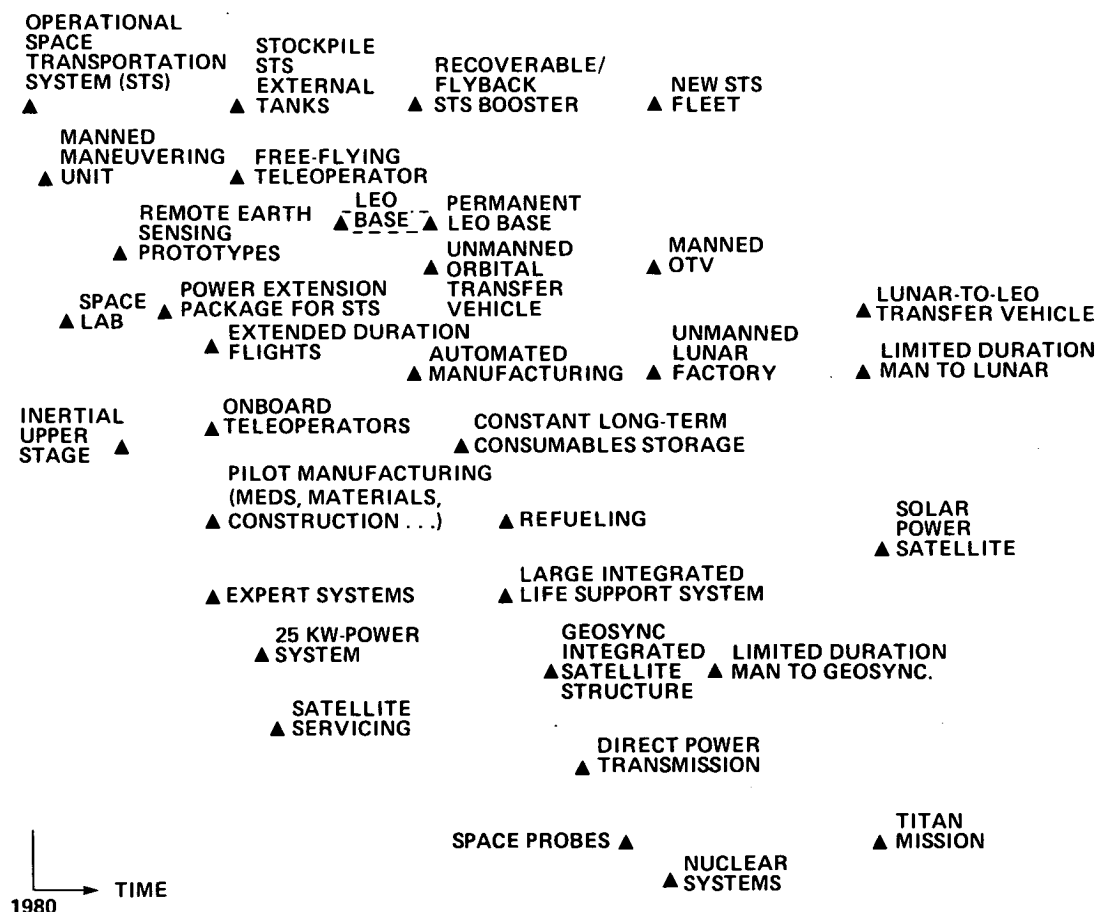 OPERATIONAL
SPACE
TRANSPORTATION
SYSTEM (STS)
STOCKPILE
STS
EXTERNAL
TANKS
RECOVERABLE/
FLYBACK
STS BOOSTER
NEW STS
FLEET
MANNED
MANEUVERING
UNIT
FREE-FLYING
TELEOPERATOR
LEO
BASE
PERMANENT
LEO BASE
REMOTE EARTH
SENSING
PROTOTYPES
UNMANNED
ORBITAL
TRANSFER
VEHICLE
MANNED
OTV
SPACE
LAB
POWER EXTENSION
PACKAGE FOR STS
LUNAR-TO-LEO
TRANSFER VEHICLE
EXTENDED DURATION
FLIGHTS
AUTOMATED
MANUFACTURING
UNMANNED
LUNAR
FACTORY
LIMITED DURATION
MAN TO LUNAR
INERTIAL
UPPER
STAGE
ONBOARD
TELEOPERATORS
CONSTANT LONG-TERM
CONSUMABLES STORAGE
PILOT MANUFACTURING
(MEDS, MATERIALS,
CONSTRUCTION . . .)
REFUELING
SOLAR
POWER
SATELLITE
EXPERT SYSTEMS
LARGE INTEGRATED
LIFE SUPPORT SYSTEM
25 KW-POWER
SYSTEM
GEOSYNC
INTEGRATED
SATELLITE
STRUCTURE
LIMITED DURATION
MAN TO GEOSYNC.
SATELLITE
SERVICING
DIRECT POWER
TRANSMISSION
SPACE PROBES
TITAN
MISSION
NUCLEAR
SYSTEMS
TIME
1980